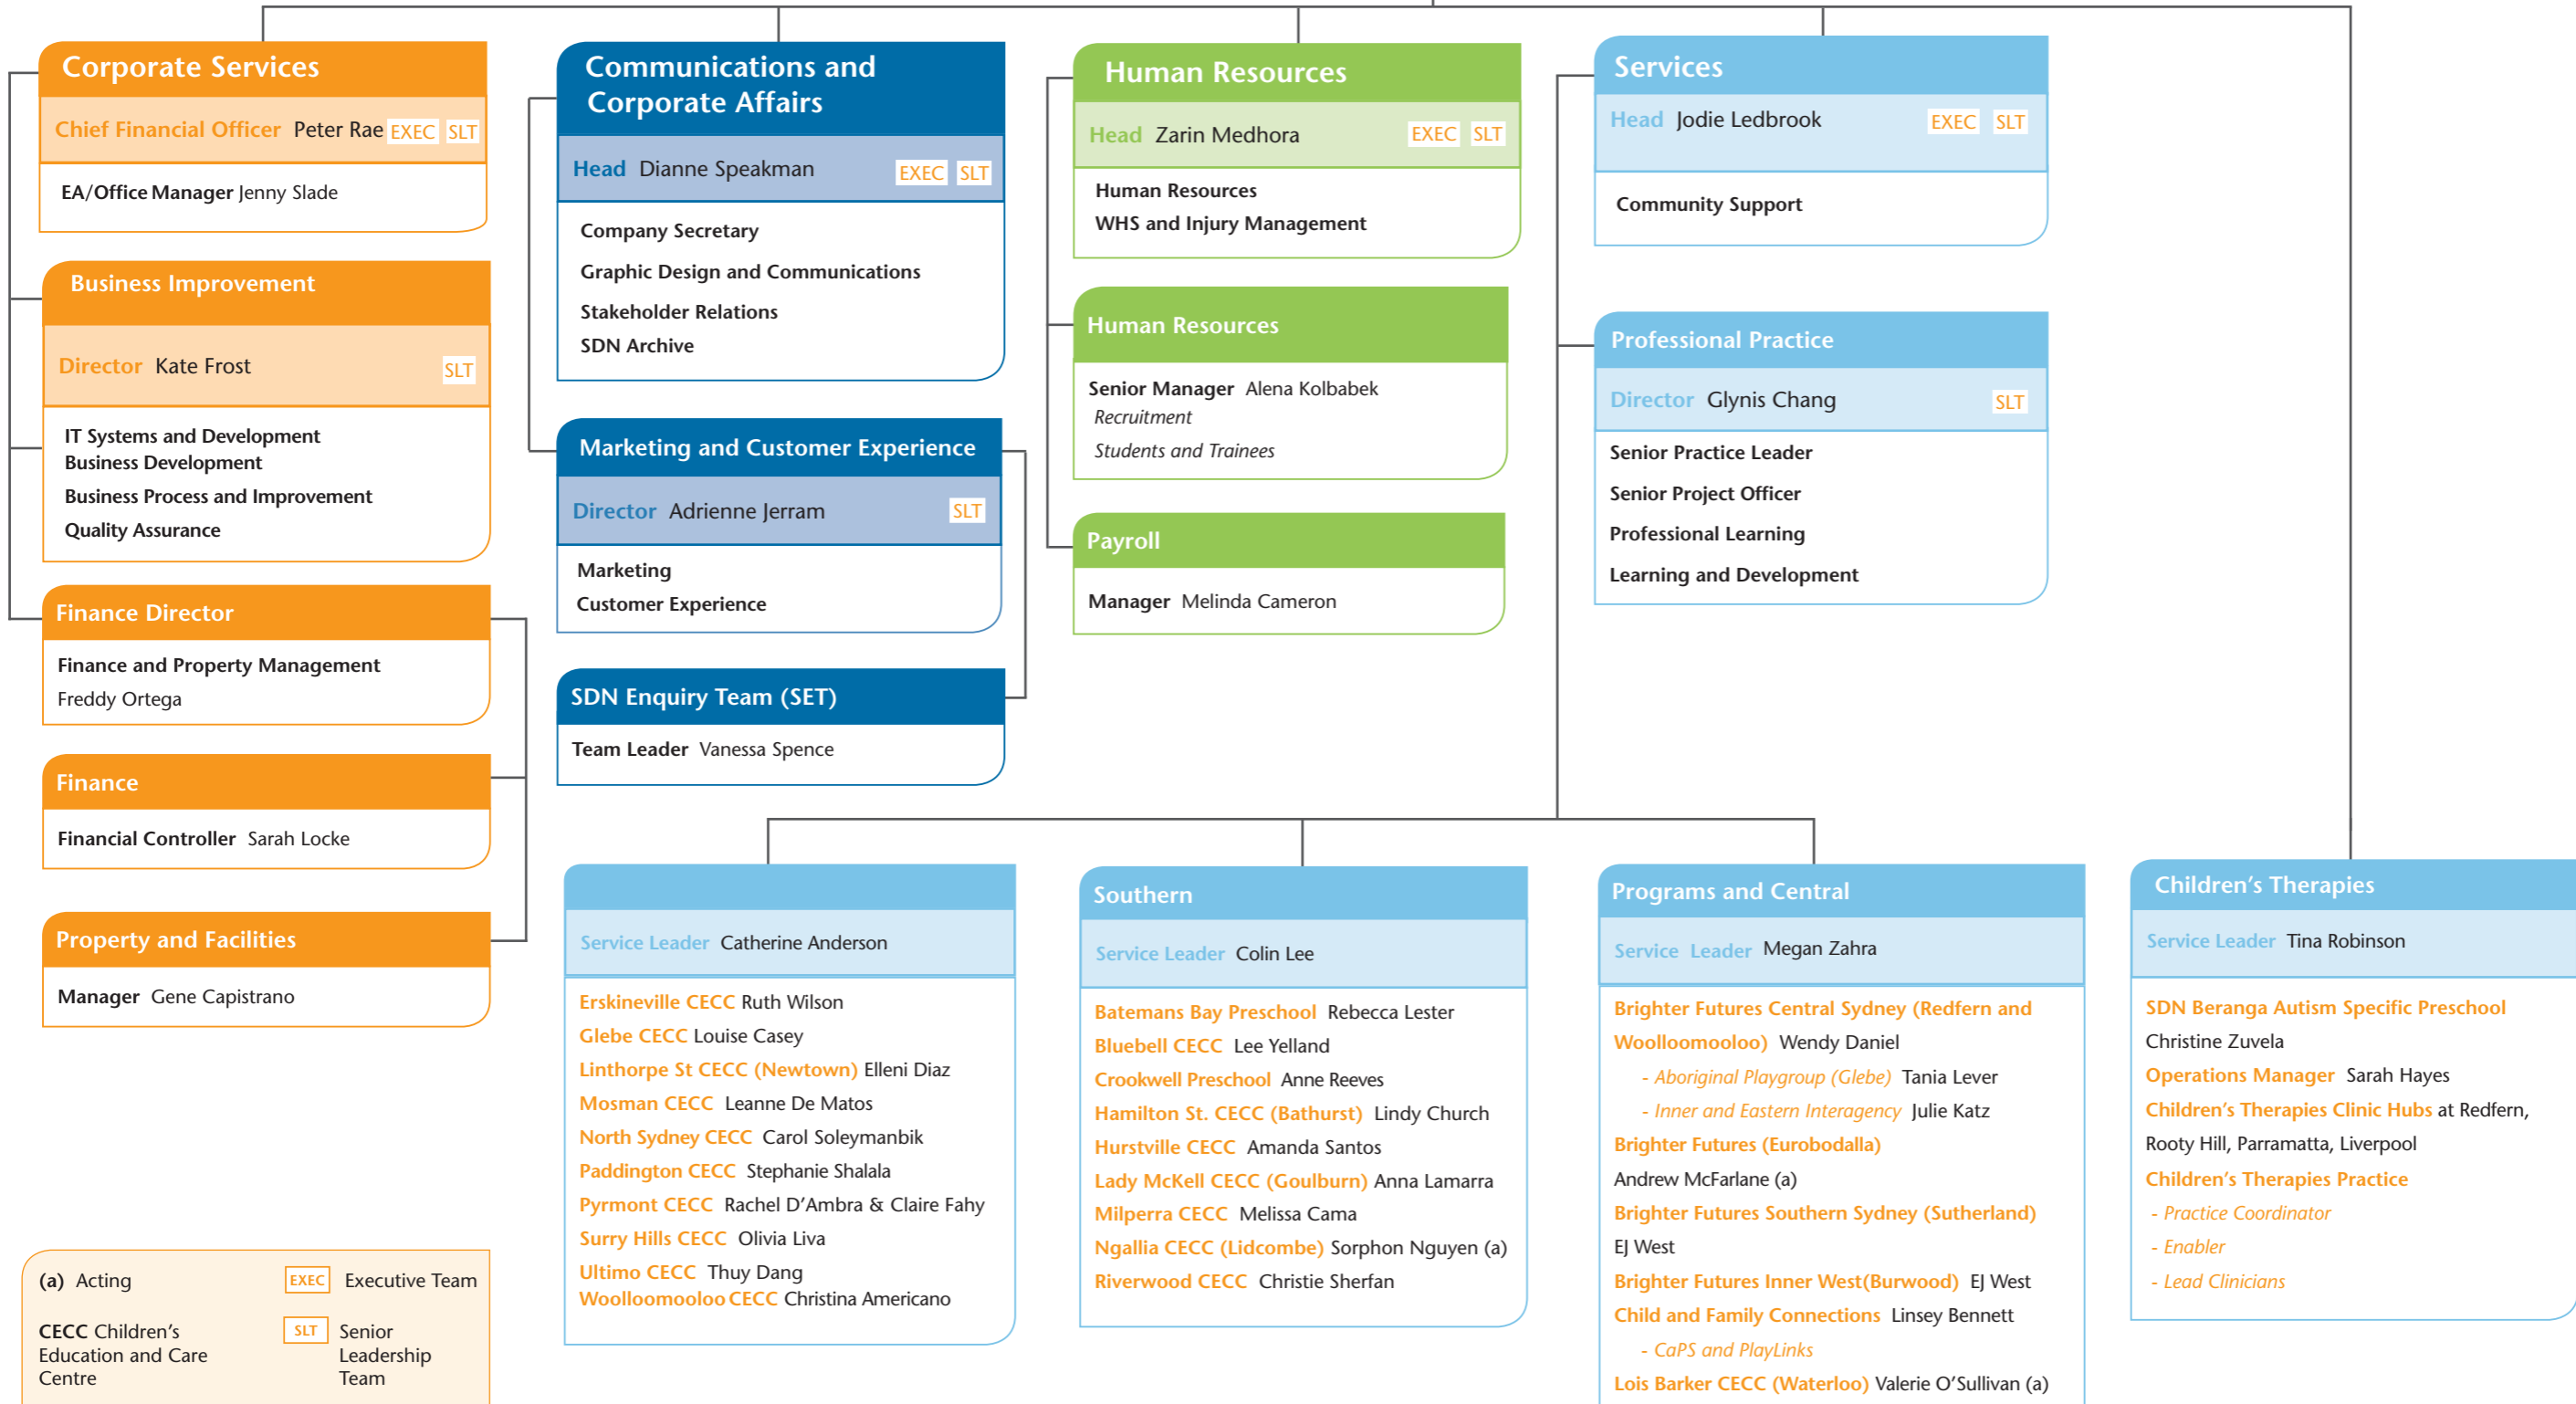 Corporate Services
Chief Financial Officer Peter Rae EXEC SLT
EA/Office Manager Jenny Slade
Business Improvement
Director Kate Frost SLT
IT Systems and Development
Business Development
Business Process and Improvement
Quality Assurance
Finance Director
Finance and Property Management
Freddy Ortega
Finance
Financial Controller Sarah Locke
Property and Facilities
Manager Gene Capistrano
Communications and
Corporate Affairs
Head Dianne Speakman EXEC SLT
Company Secretary
Graphic Design and Communications
Stakeholder Relations
SDN Archive
Marketing and Customer Experience
Director Adrienne Jerram SLT
Marketing
Customer Experience
SDN Enquiry Team (SET)
Team Leader Vanessa Spence
Human Resources
Head Zarin Medhora EXEC SLT
Human Resources
WHS and Injury Management
Human Resources
Senior Manager Alena Kolbabek
Recruitment
Students and Trainees
Payroll
Manager Melinda Cameron
Services
Head Jodie Ledbrook EXEC SLT
Community Support
Professional Practice
Director Glynis Chang SLT
Senior Practice Leader
Senior Project Officer
Professional Learning
Learning and Development
Service Leader Catherine Anderson
Erskineville CECC Ruth Wilson
Glebe CECC Louise Casey
Linthorpe St CECC (Newtown) Elleni Diaz
Mosman CECC Leanne De Matos
North Sydney CECC Carol Soleymanbik
Paddington CECC Stephanie Shalala
Pyrmont CECC Rachel D'Ambra & Claire Fahy
Surry Hills CECC Olivia Liva
Ultimo CECC Thuy Dang
Woolloomooloo CECC Christina Americano
Southern
Service Leader Colin Lee
Batemans Bay Preschool Rebecca Lester
Bluebell CECC Lee Yelland
Crookwell Preschool Anne Reeves
Hamilton St. CECC (Bathurst) Lindy Church
Hurstville CECC Amanda Santos
Lady McKell CECC (Goulburn) Anna Lamarra
Milperra CECC Melissa Cama
Ngallia CECC (Lidcombe) Sorphon Nguyen (a)
Riverwood CECC Christie Sherfan
Programs and Central
Service Leader Megan Zahra
Brighter Futures Central Sydney (Redfern and
Woolloomooloo) Wendy Daniel
- Aboriginal Playgroup (Glebe) Tania Lever
- Inner and Eastern Interagency Julie Katz
Brighter Futures (Eurobodalla)
Andrew McFarlane (a)
Brighter Futures Southern Sydney (Sutherland)
EJ West
Brighter Futures Inner West(Burwood) EJ West
Child and Family Connections Linsey Bennett
- CaPS and PlayLinks
Lois Barker CECC (Waterloo) Valerie O'Sullivan (a)
Children's Therapies
Service Leader Tina Robinson
SDN Beranga Autism Specific Preschool
Christine Zuvela
Operations Manager Sarah Hayes
Children's Therapies Clinic Hubs at Redfern,
Rooty Hill, Parramatta, Liverpool
Children's Therapies Practice
- Practice Coordinator
- Enabler
- Lead Clinicians
(a) Acting
EXEC Executive Team
CECC Children's
Education and Care
Centre
SLT Senior
Leadership
Team